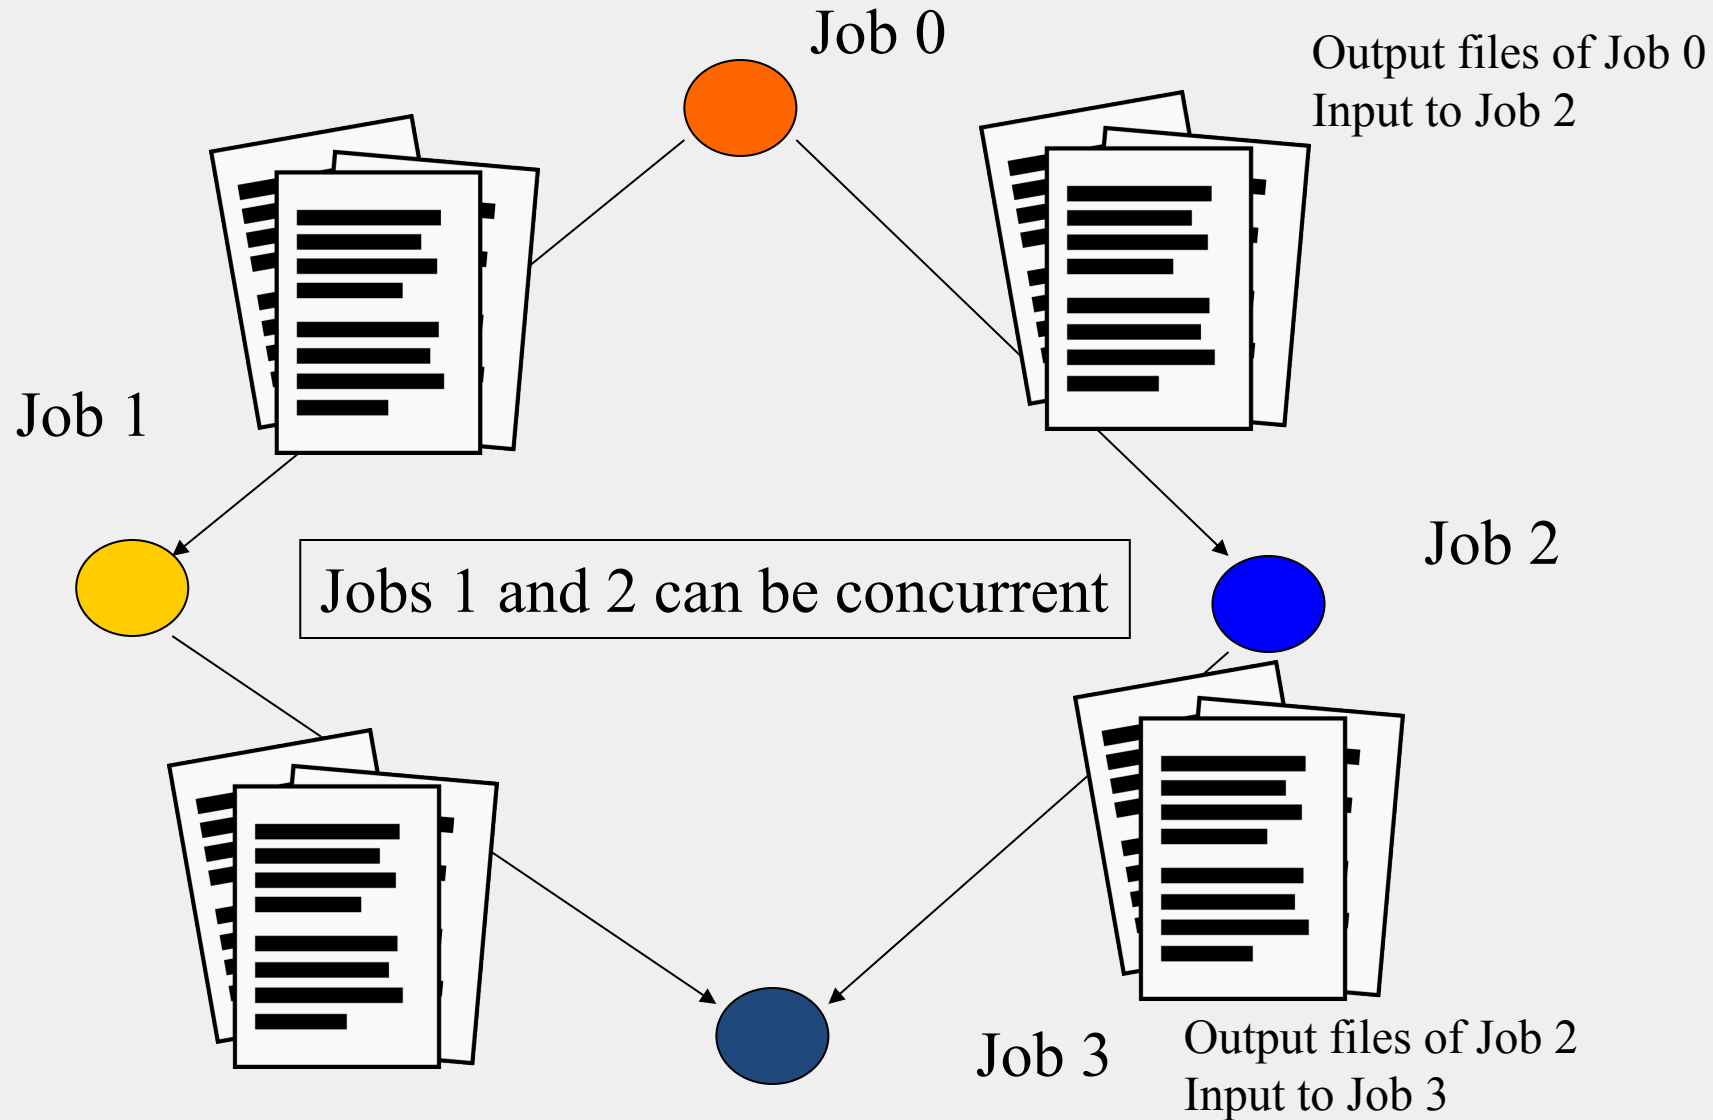 Job 0
Output files of Job 0
Input to Job 2
Job 1
Job 2
Jobs 1 and 2 can be concurrent
Job 3
Output files of Job 2
Input to Job 3